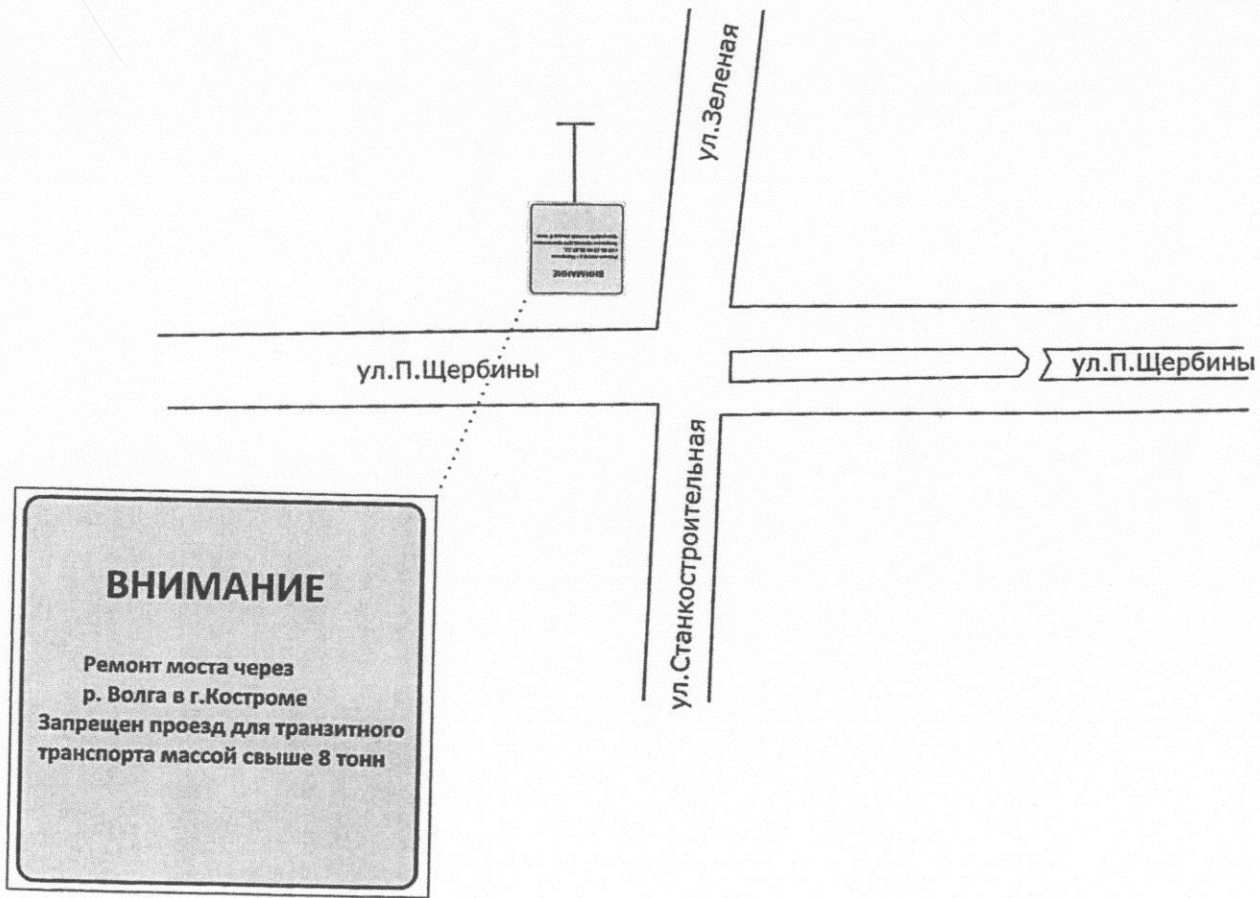 ул.Зеленая
ВНИМАНИЕ
ул.П.Щербины
ул.П.Щербины
ул.Станкостроительная
ВНИМАНИЕ
Ремонт моста через
р. Волга в г.Костроме
Запрещен проезд для транзитного
транспорта массой свыше 8 тонн